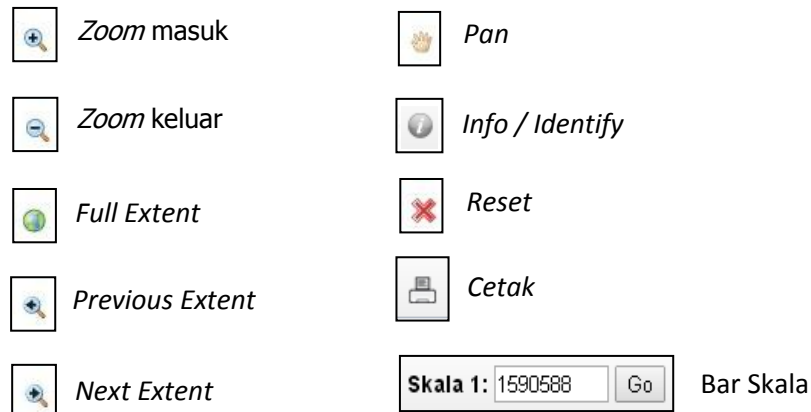 Zoom masuk
Zoom keluar
Full Extent
Previous Extent
Next Extent
Pan
Info / Identify
Reset
Cetak
Skala 1: 1590588 Go Bar Skala